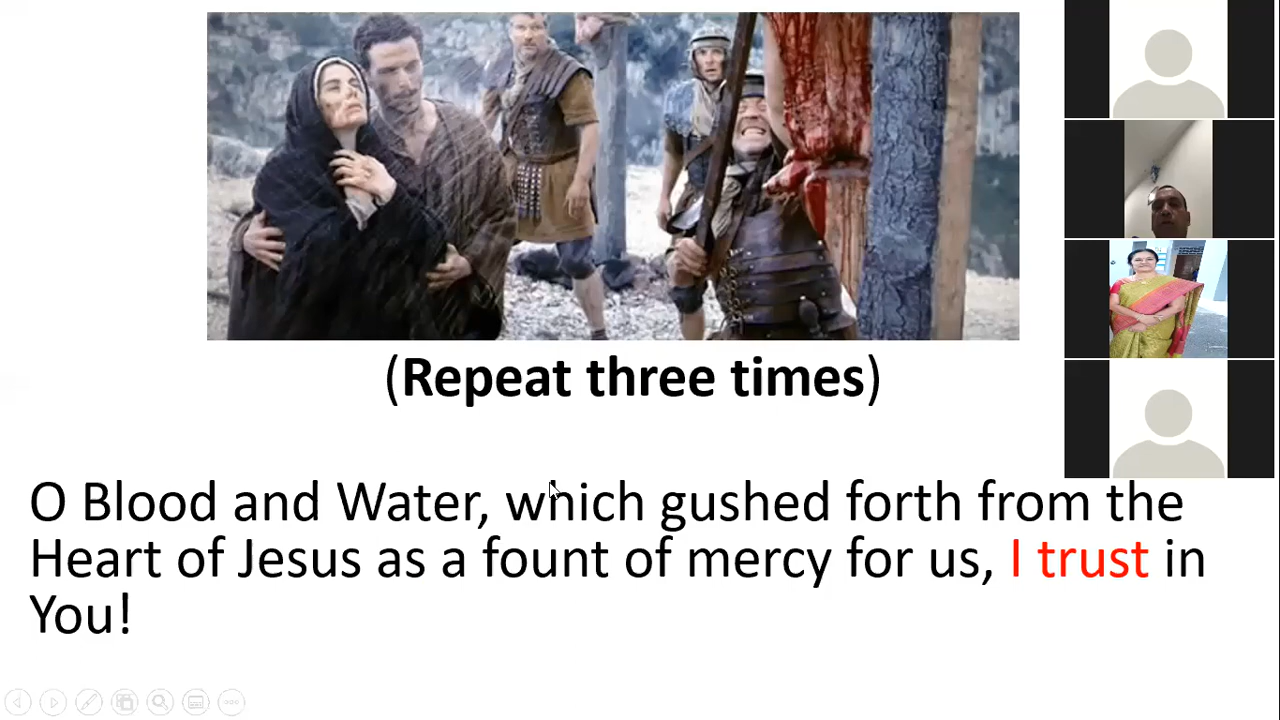 (Repeat three times)
O Blood and Water, which gushed forth from the
Heart of Jesus as a fount of mercy for us, I trust in
You!